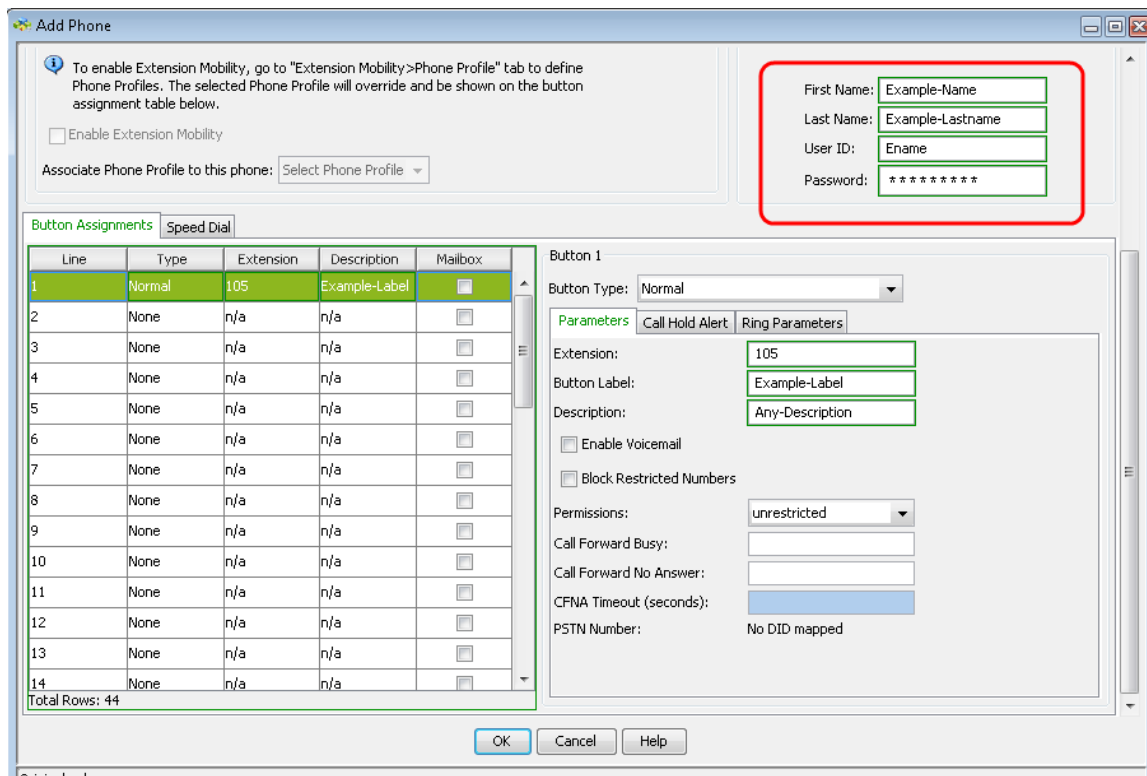 Add Phone
To enable Extension Mobility, go to "Extension Mobility>Phone Profile" tab to define
Phone Profiles. The selected Phone Profile will override and be shown on the button
assignment table below.
Enable Extension Mobility
Associate Phone Profile to this phone: Select Phone Profile
First Name: Example-Name
Last Name: Example-Lastname
User ID: Ename
Password: *********
Button Assignments Speed Dial
Line Type Extension Description Mailbox
1 Normal 105 Example-Label
2 None n/a n/a
3 None n/a n/a
4 None n/a n/a
5 None n/a n/a
6 None n/a n/a
7 None n/a n/a
8 None n/a n/a
9 None n/a n/a
10 None n/a n/a
11 None n/a n/a
12 None n/a n/a
13 None n/a n/a
14 None n/a n/a
Total Rows: 44
Button 1
Button Type: Normal
Parameters Call Hold Alert Ring Parameters
Extension: 105
Button Label: Example-Label
Description: Any-Description
Enable Voicemail
Block Restricted Numbers
Permissions: unrestricted
Call Forward Busy:
Call Forward No Answer:
CFNA Timeout (seconds):
PSTN Number: No DID mapped
OK Cancel Help